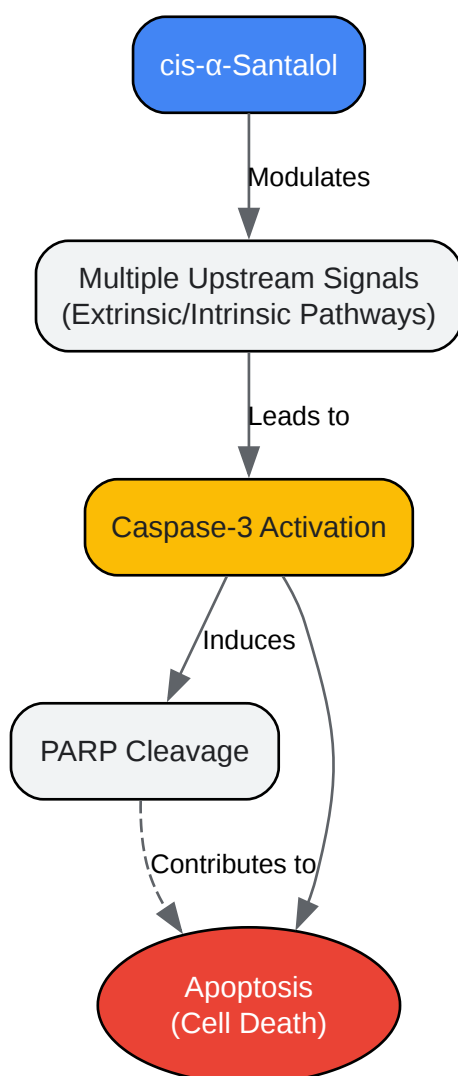 cis-α-Santalol
Modulates
Multiple Upstream Signals
(Extrinsic/Intrinsic Pathways)
Leads to
Caspase-3 Activation
Induces
PARP Cleavage
Contributes to
Apoptosis
(Cell Death)